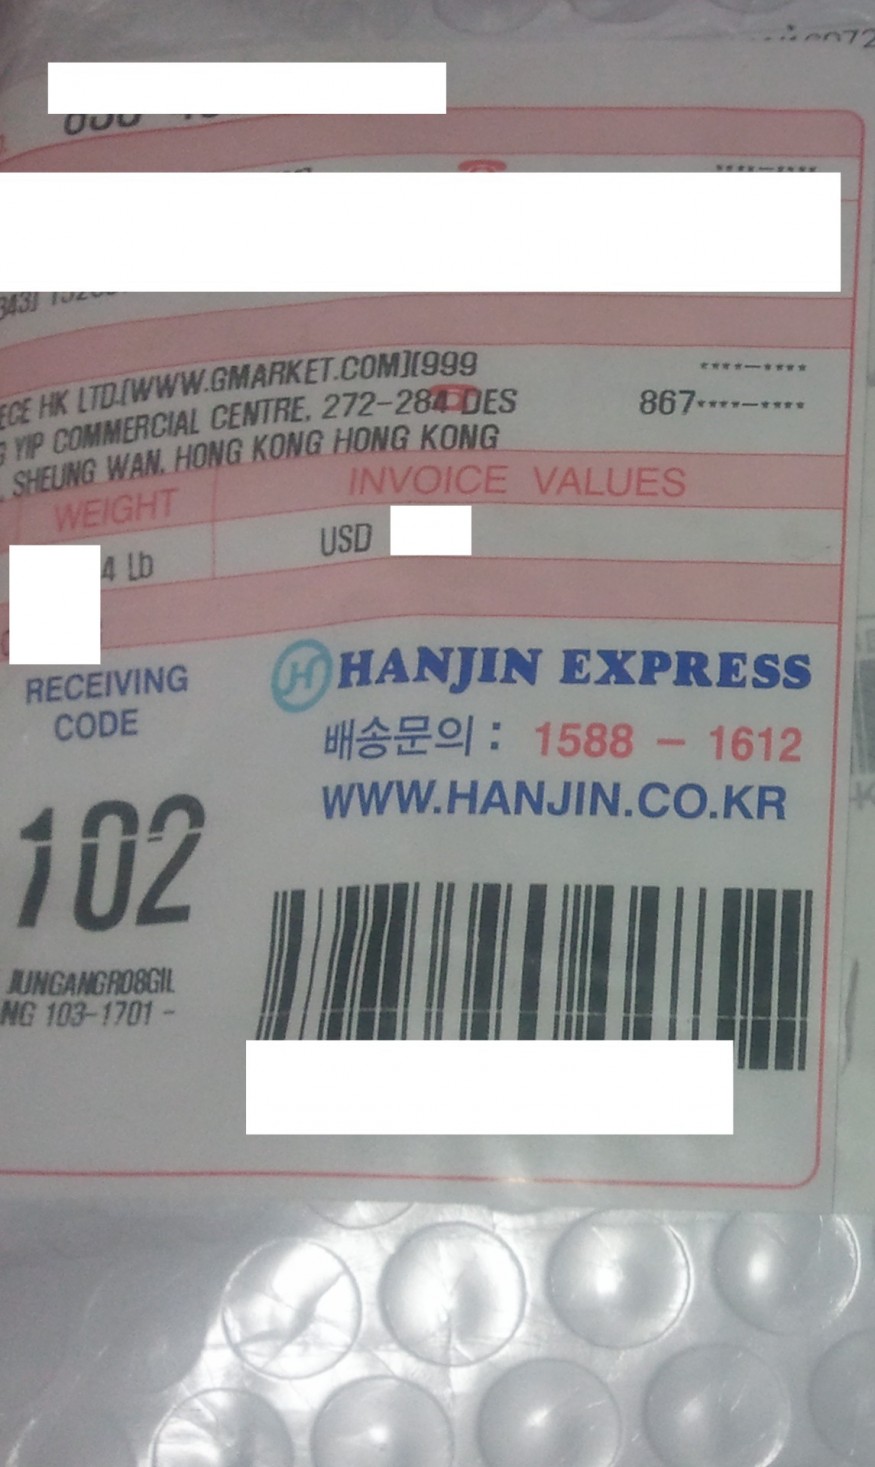 ECE HK LTD.[WWW.GMARKET.COM][999 ****-****
YIP COMMERCIAL CENTRE, 272-284 DES 867****-****
, SHEUNG WAN, HONG KONG HONG KONG
WEIGHT INVOICE VALUES
4 Lb USD
RECEIVING
CODE
HANJIN EXPRESS
배송문의 : 1588 - 1612
WWW.HANJIN.CO.KR
102
JUNGANGRO8GIL
NG 103-1701 -